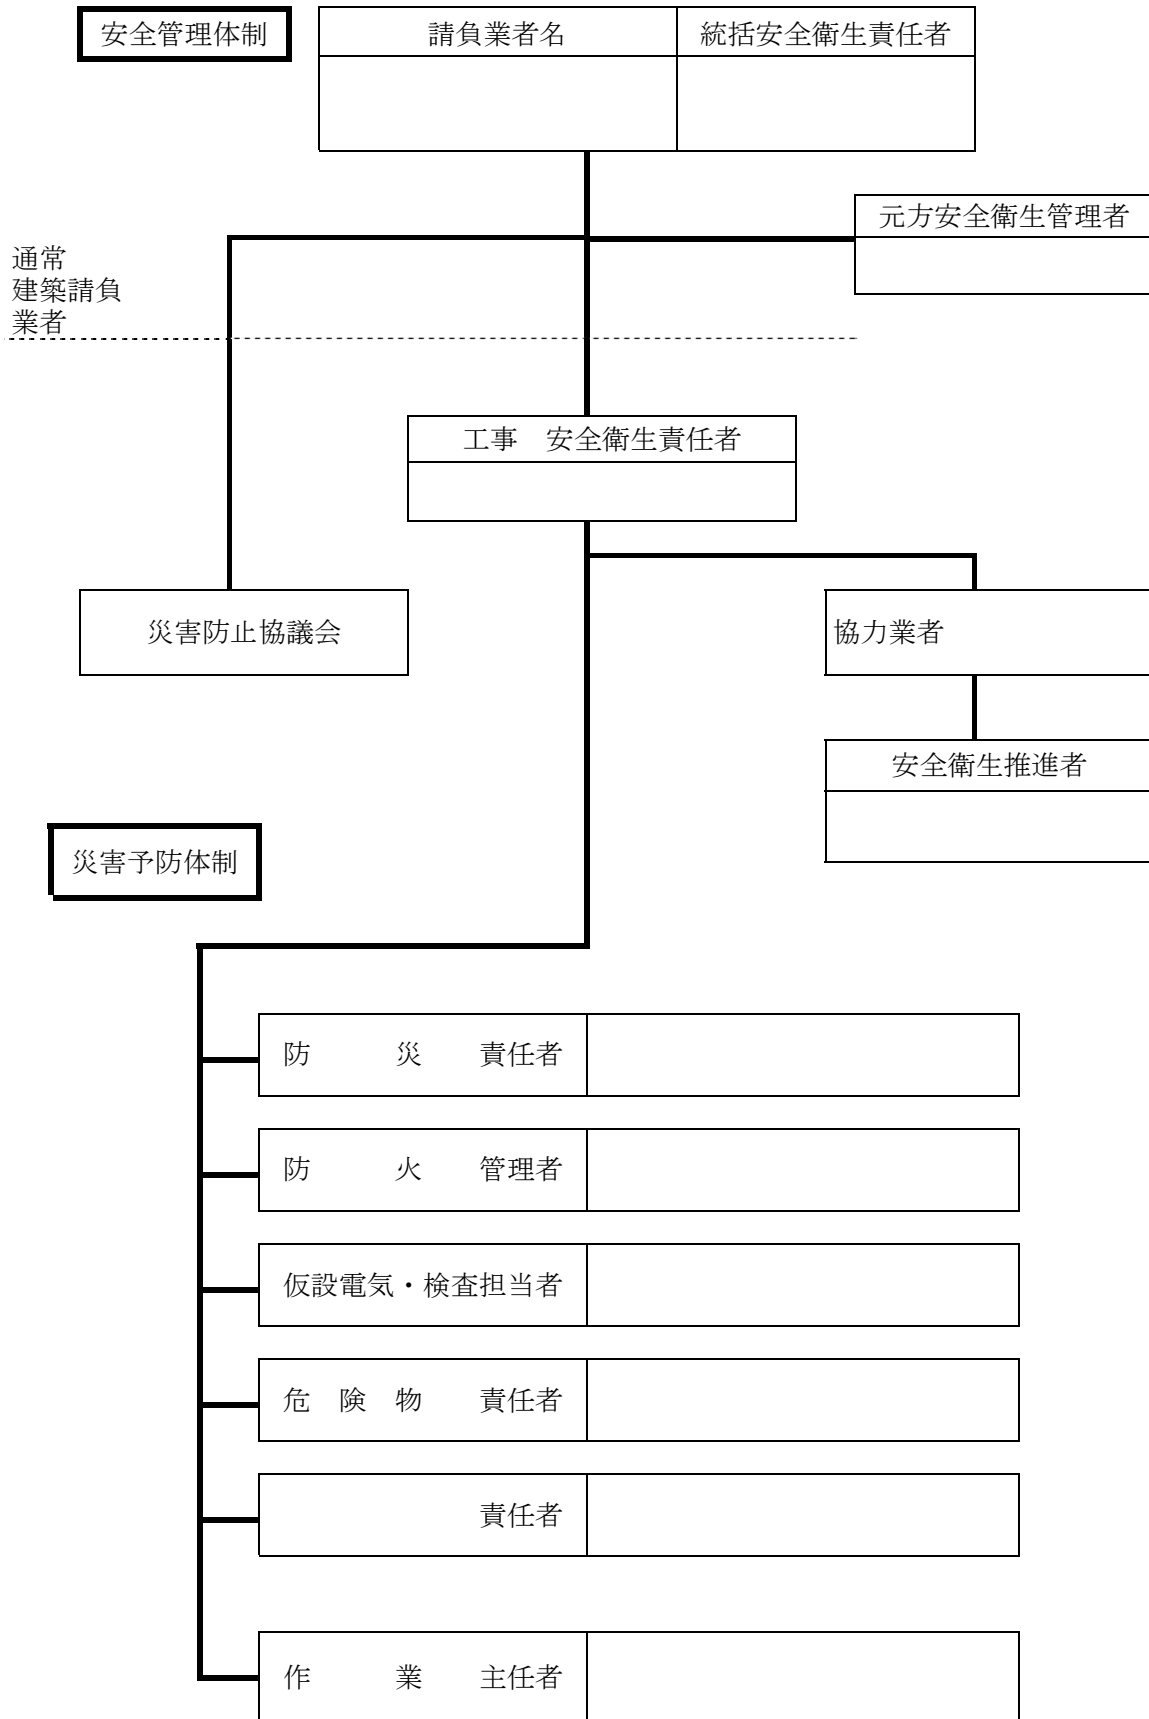 安全管理体制
請負業者名
統括安全衛生責任者
元方安全衛生管理者
通常
建築請負
業者
工事　安全衛生責任者
災害防止協議会
協力業者
安全衛生推進者
災害予防体制
防　　　災　　責任者
防　　　火　　管理者
仮設電気・検査担当者
危　険　物　　責任者
責任者
作　　　業　　主任者